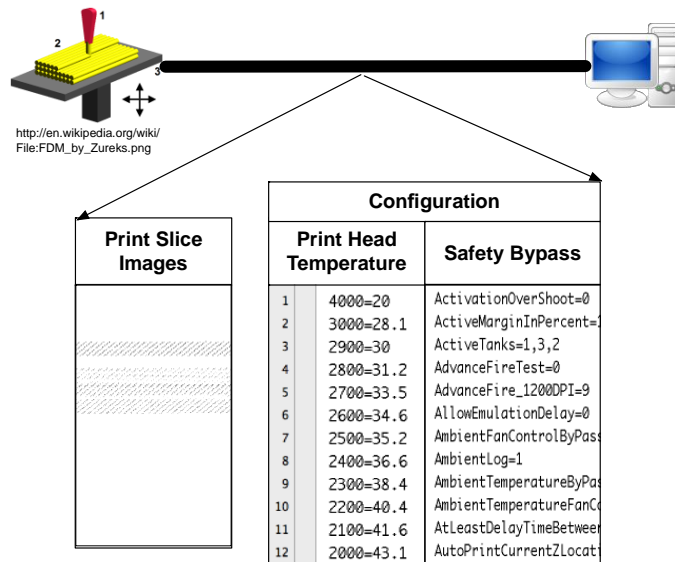 1
2
3
http://en.wikipedia.org/wiki/
File:FDM_by_Zureks.png
Print Slice
Images
Configuration
Print Head
Temperature
Safety Bypass
1 4000=20 ActivationOverShoot=0
2 3000=28.1 ActiveMarginInPercent=
3 2900=30 ActiveTanks=1,3,2
4 2800=31.2 AdvanceFireTest=0
5 2700=33.5 AdvanceFire_1200DPI=9
6 2600=34.6 AllowEmulationDelay=0
7 2500=35.2 AmbientFanControlByPass
8 2400=36.6 AmbientLog=1
9 2300=38.4 AmbientTemperatureByPas
10 2200=40.4 AmbientTemperatureFanCo
11 2100=41.6 AtLeastDelayTimeBetween
12 2000=43.1 AutoPrintCurrentZLocati